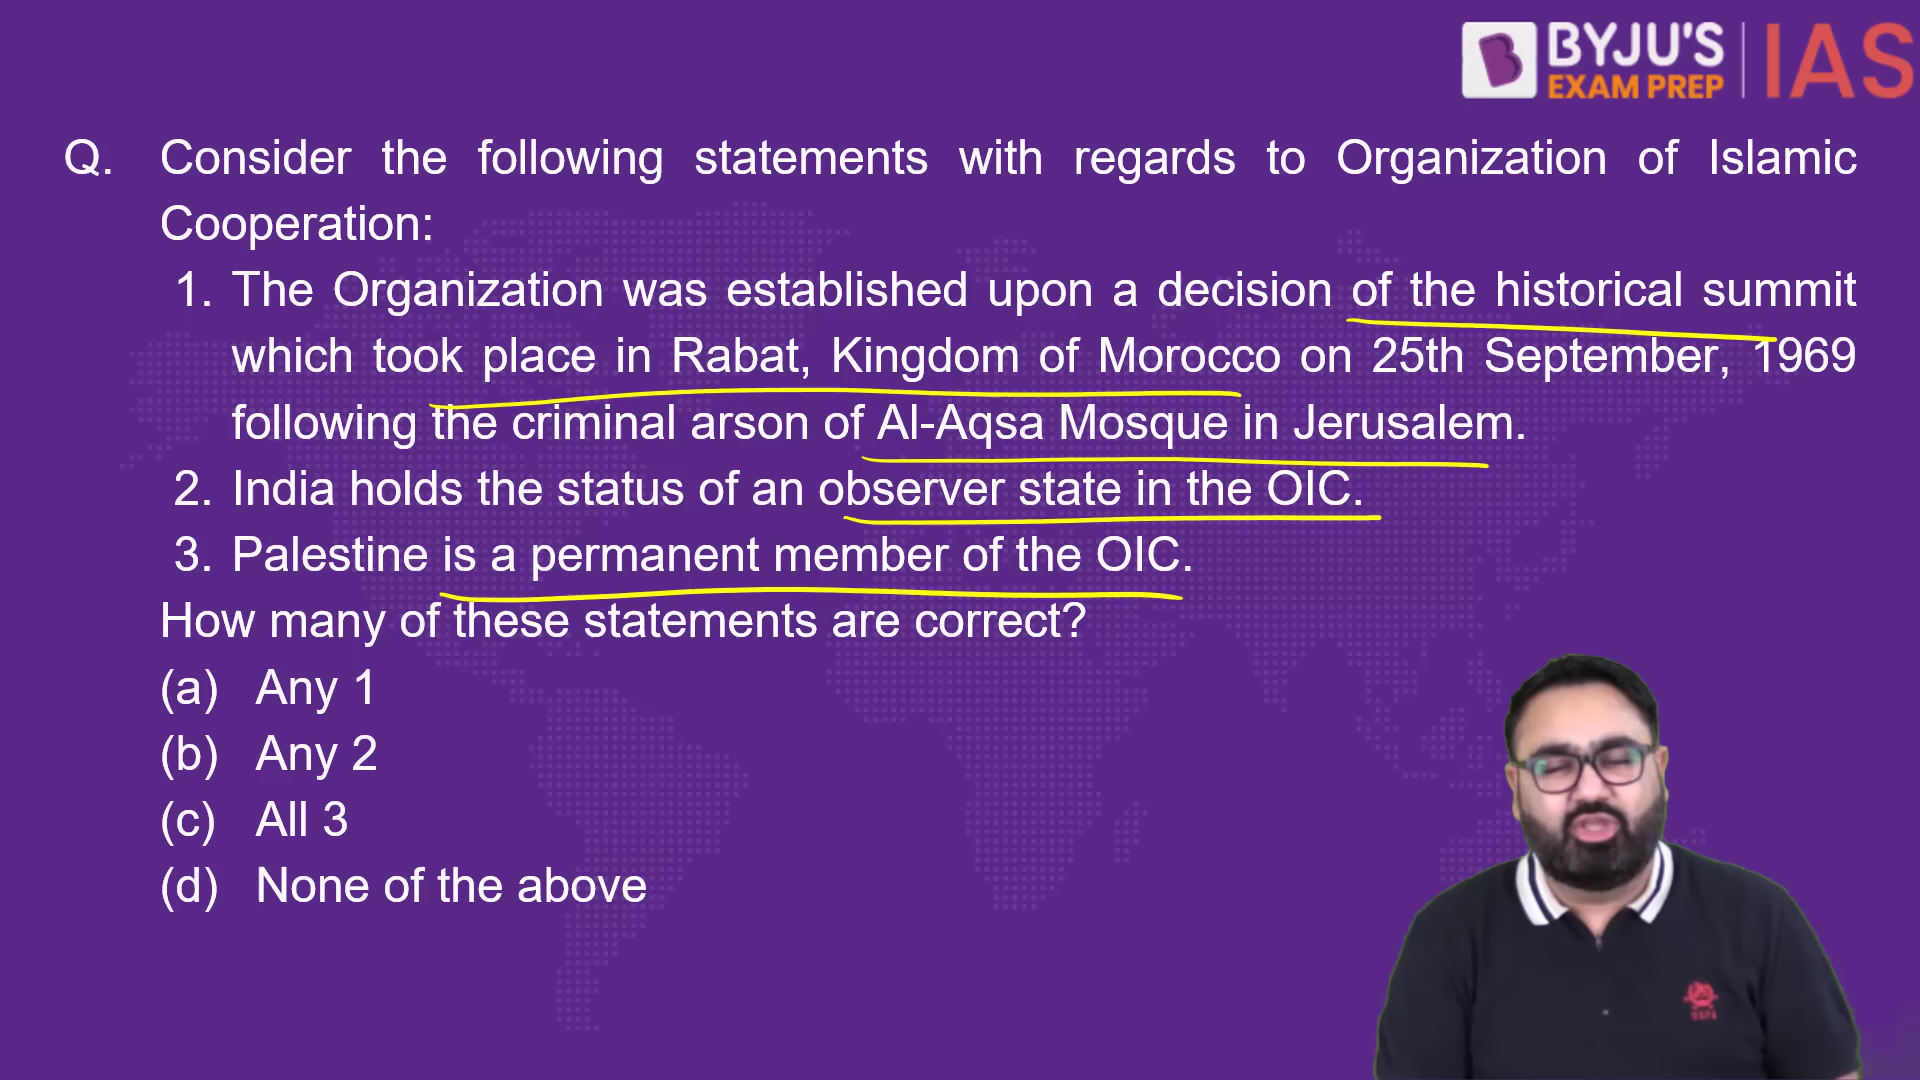 BYJU'S
EXAM PREP
IAS
Q. Consider the following statements with regards to Organization of Islamic
Cooperation:
1. The Organization was established upon a decision of the historical summit
which took place in Rabat, Kingdom of Morocco on 25th September, 1969
following the criminal arson of Al-Aqsa Mosque in Jerusalem.
2. India holds the status of an observer state in the OIC.
3. Palestine is a permanent member of the OIC.
How many of these statements are correct?
(a) Any 1
(b) Any 2
(c) All 3
(d) None of the above